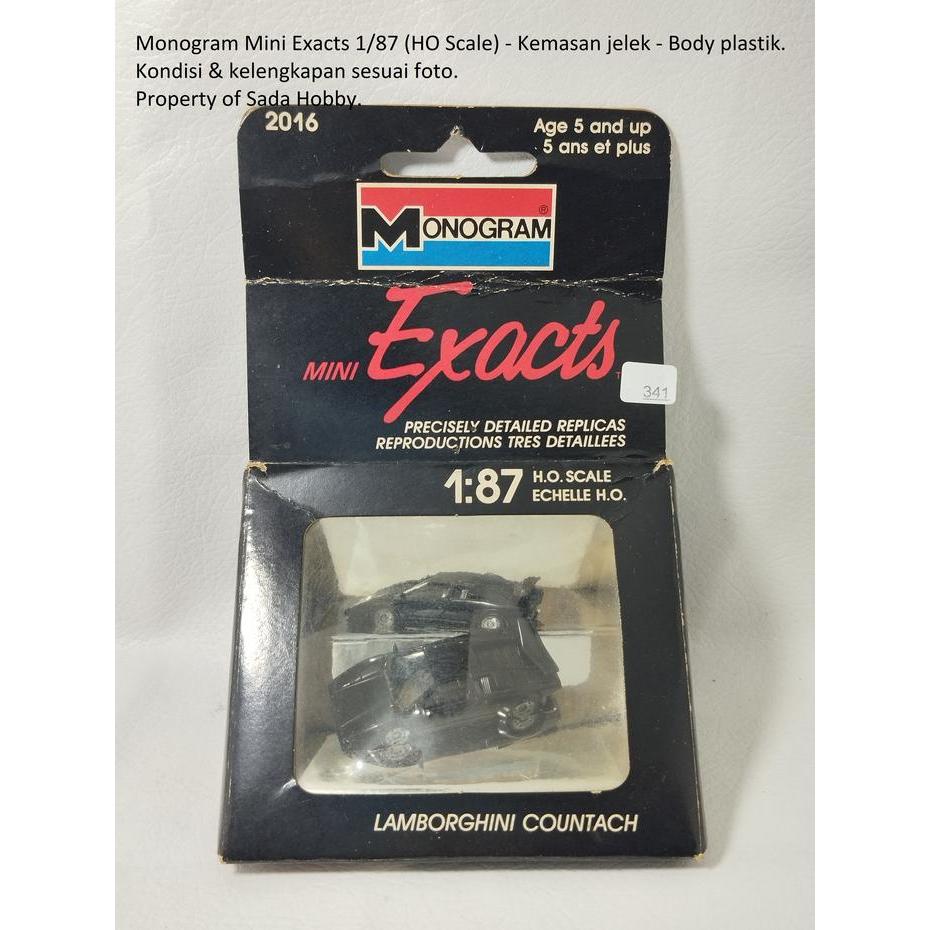 Monogram Mini Exacts 1/87 (HO Scale) - Kemasan jelek - Body plastik.
Kondisi & kelengkapan sesuai foto.
Property of Sada Hobby.
2016
Age 5 and up
5 ans et plus
MONOGRAM®
MINI Exacts
341
PRECISELY DETAILED REPLICAS
REPRODUCTIONS TRES DETAILLEES
1:87 H.O. SCALE
ECHELLE H.O.
LAMBORGHINI COUNTACH